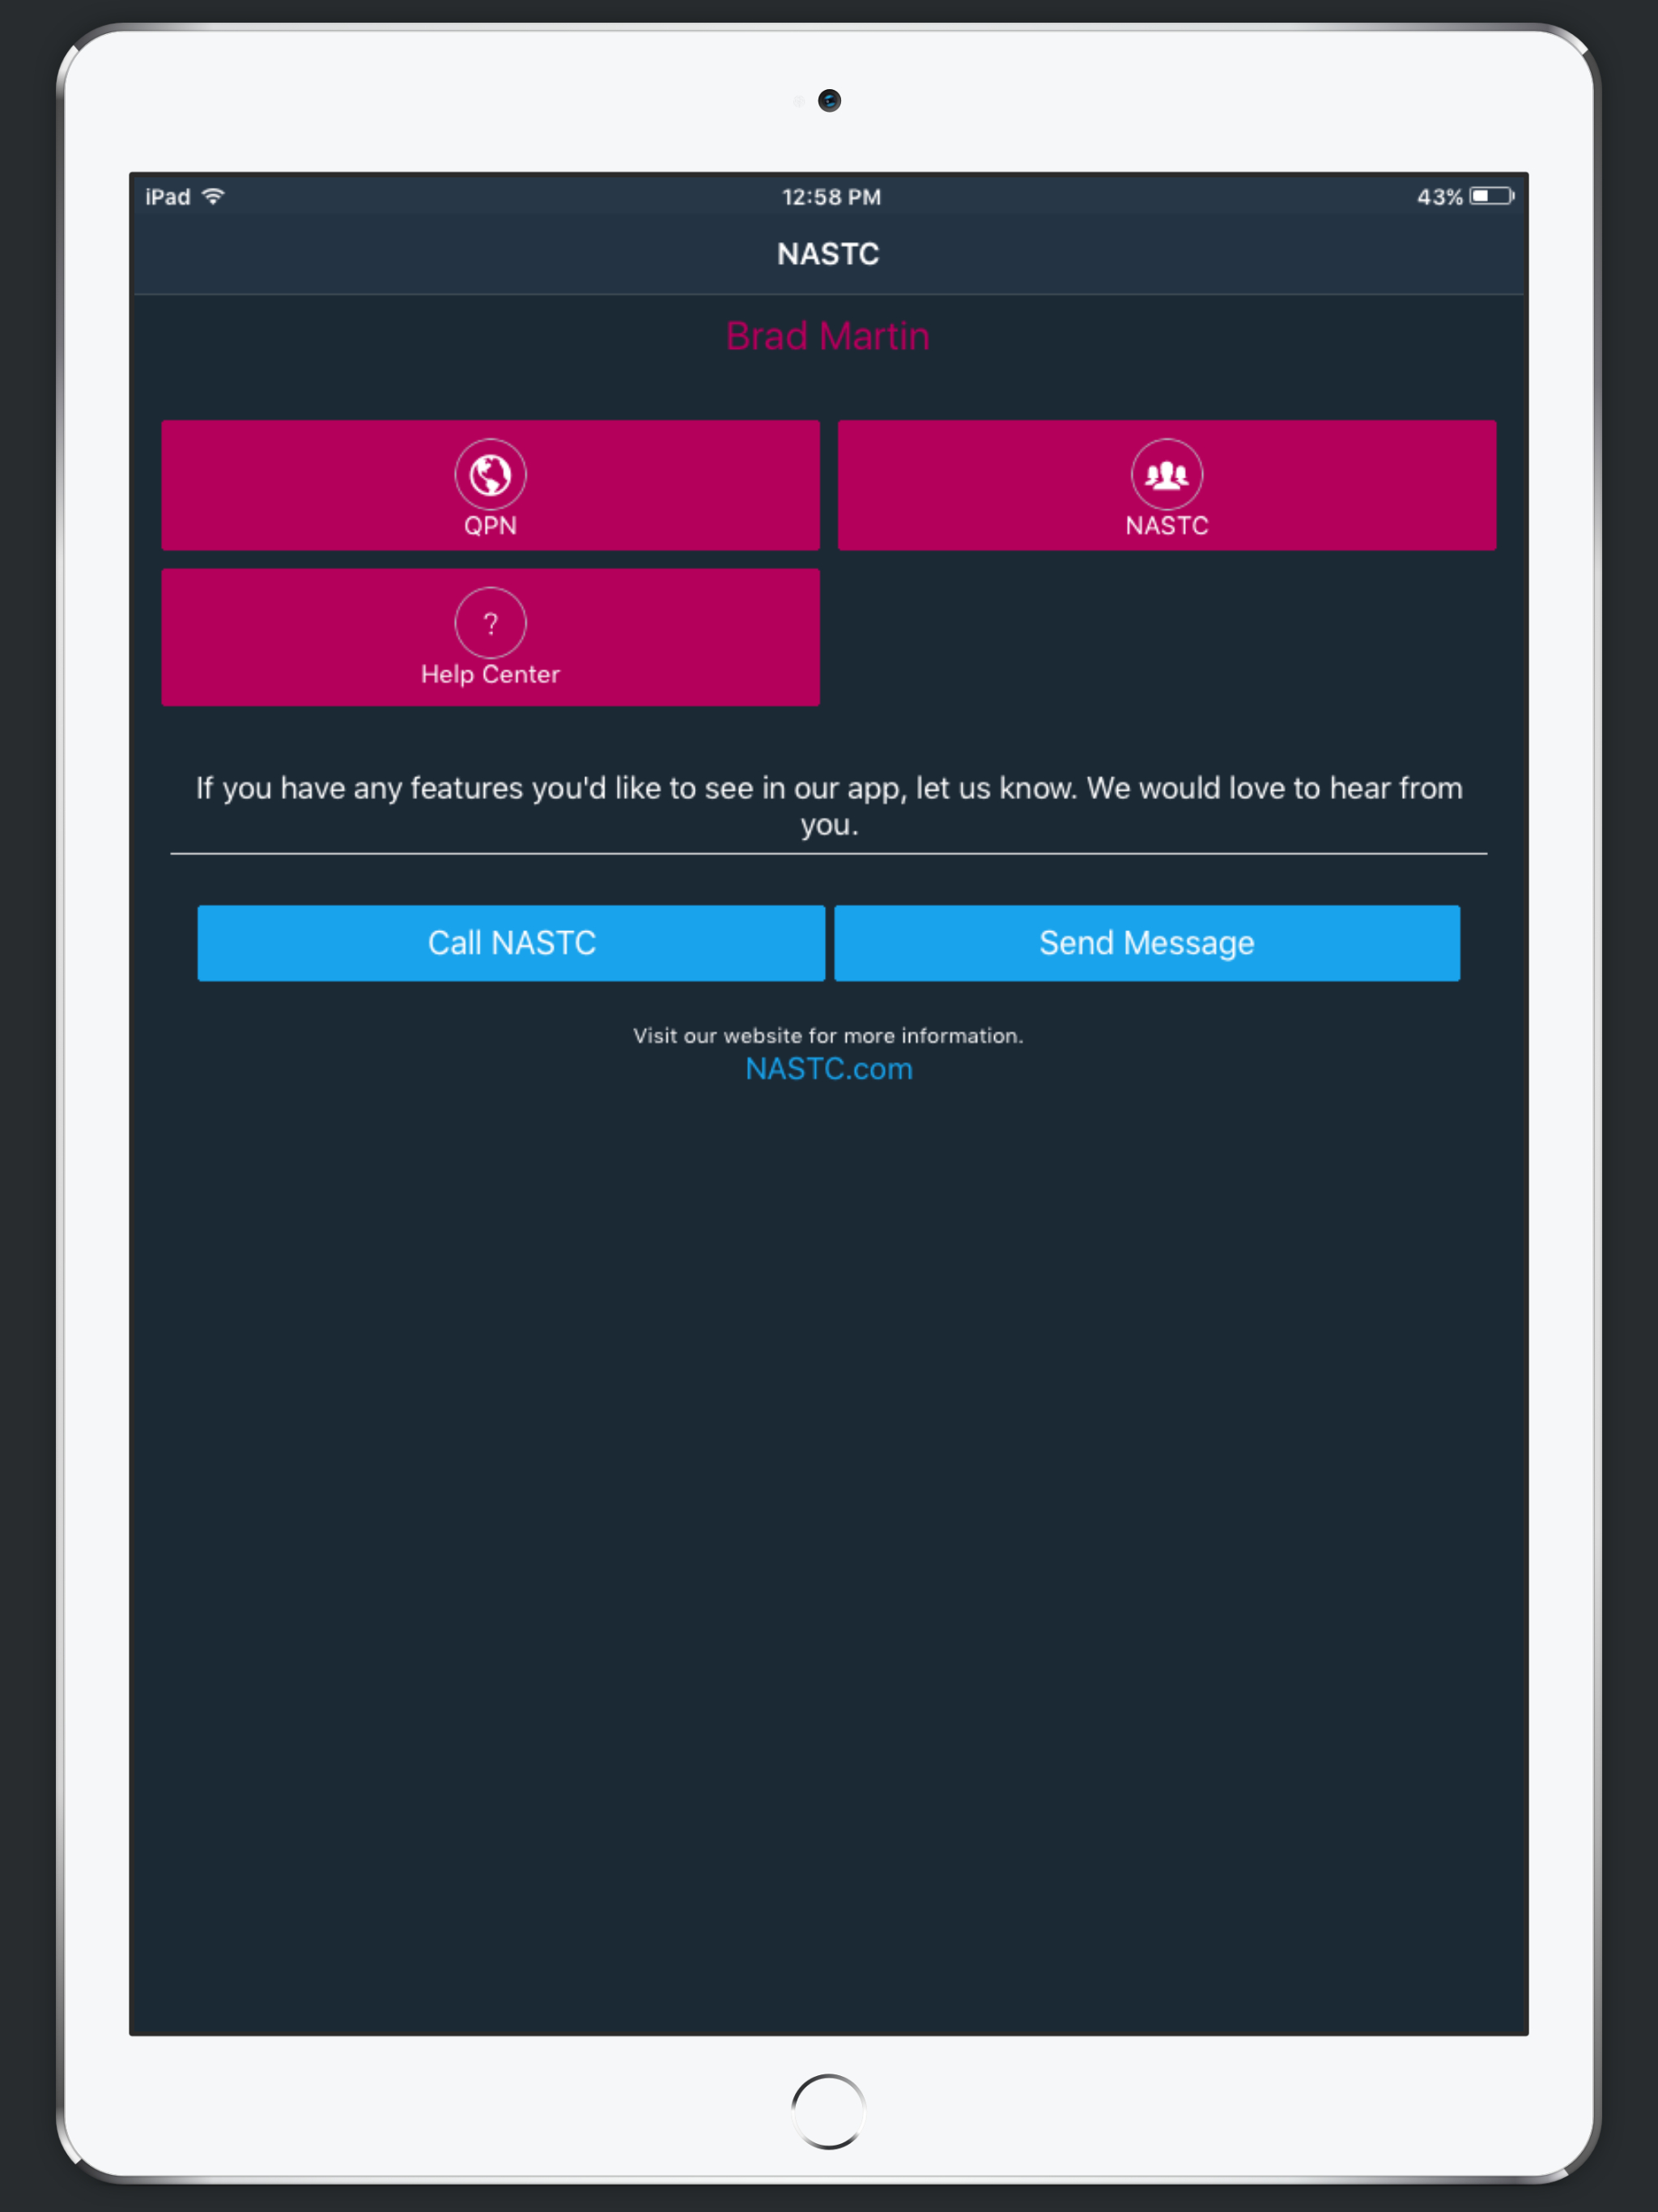 iPad 12:58 PM 43%
NASTC
Brad Martin
QPN
NASTC
?
Help Center
If you have any features you'd like to see in our app, let us know. We would love to hear from
you.
Call NASTC
Send Message
Visit our website for more information.
NASTC.com